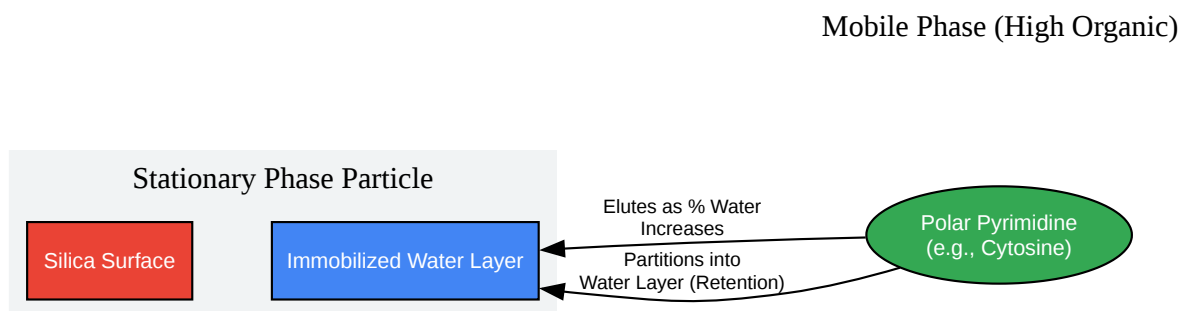 Mobile Phase (High Organic)
Stationary Phase Particle
Silica Surface
Immobilized Water Layer
Elutes as % Water
Increases
Partitions into
Water Layer (Retention)
Polar Pyrimidine
(e.g., Cytosine)